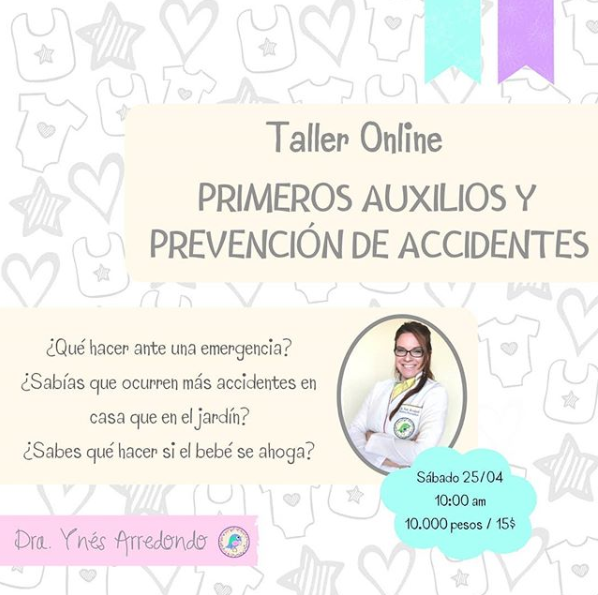 Taller Online
PRIMEROS AUXILIOS Y
PREVENCIÓN DE ACCIDENTES
¿Qué hacer ante una emergencia?
¿Sabías que ocurren más accidentes en
casa que en el jardín?
¿Sabes qué hacer si el bebé se ahoga?
Sábado 25/04
10:00 am
10.000 pesos / 15$
Dra. Ynés Arredondo